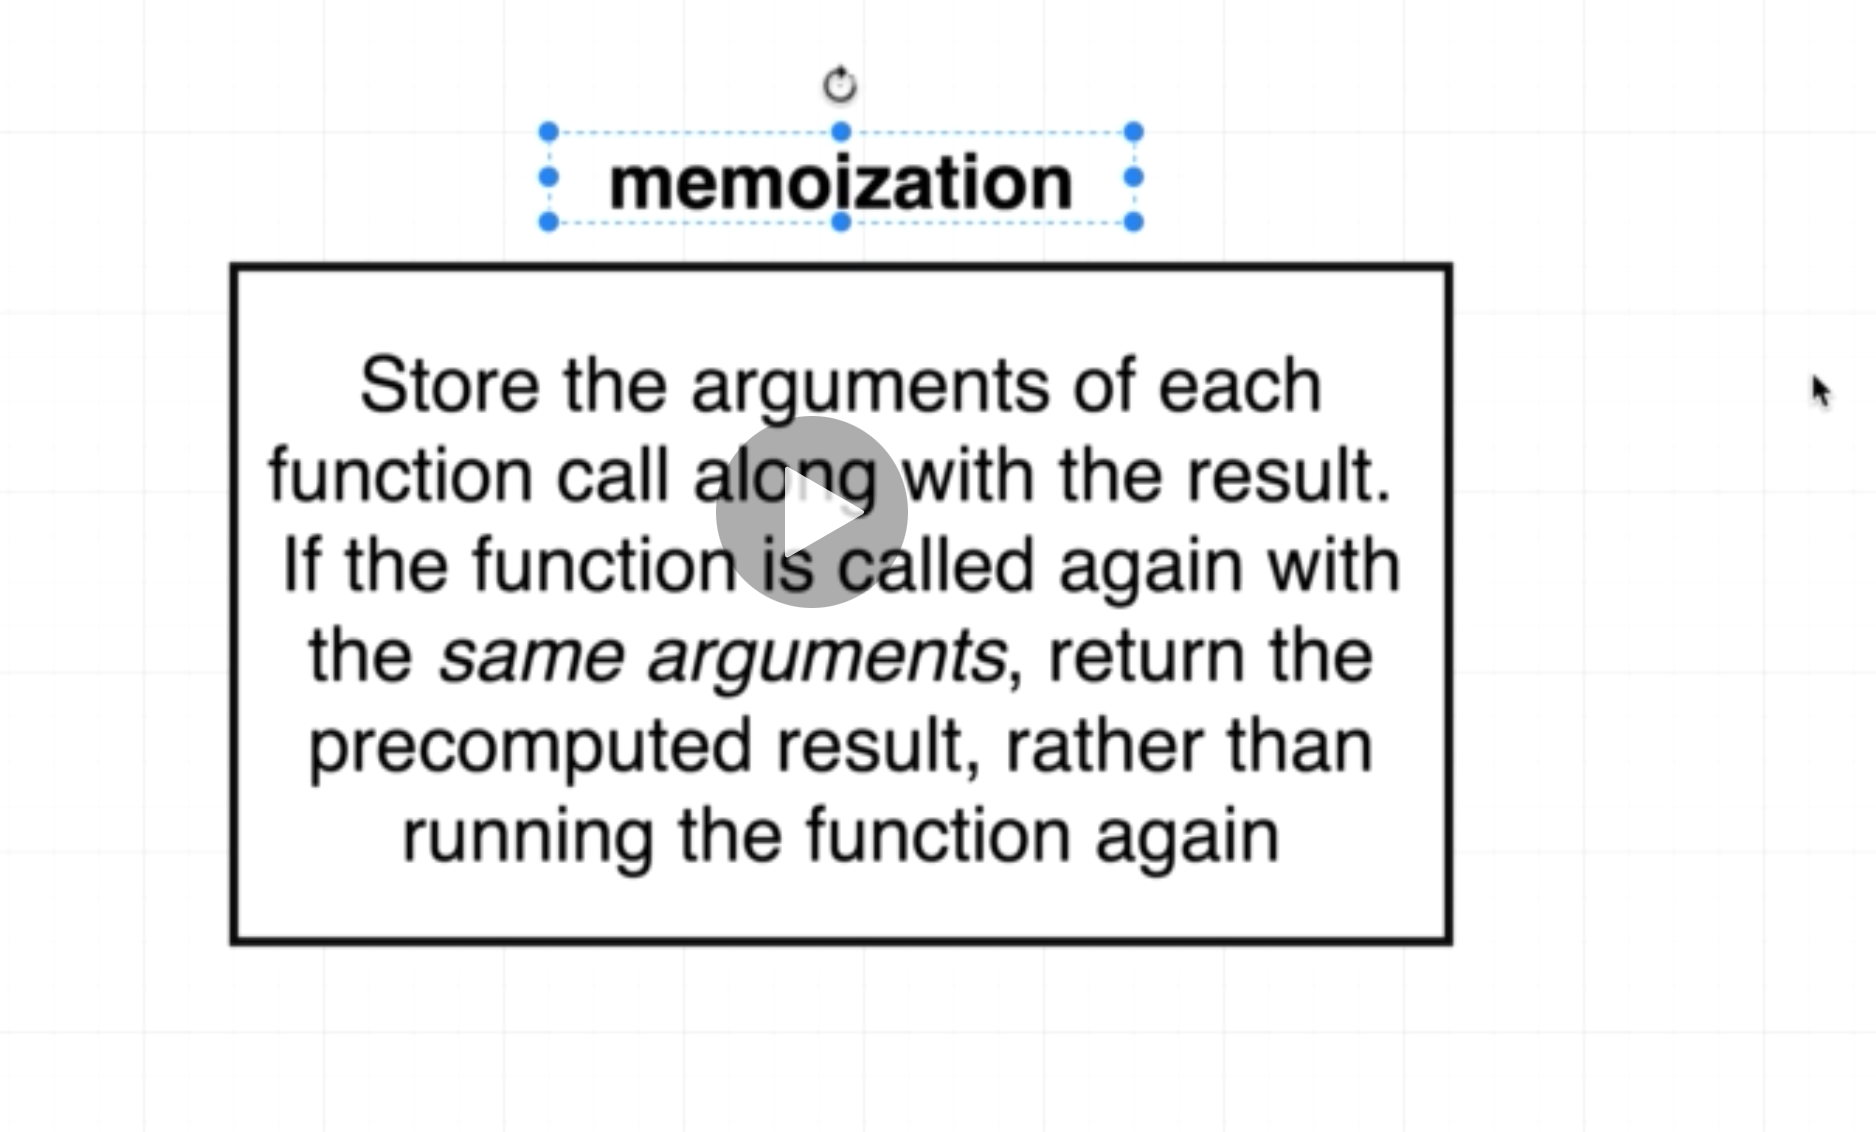 memoization
Store the arguments of each
function call along with the result.
If the function is called again with
the same arguments, return the
precomputed result, rather than
running the function again